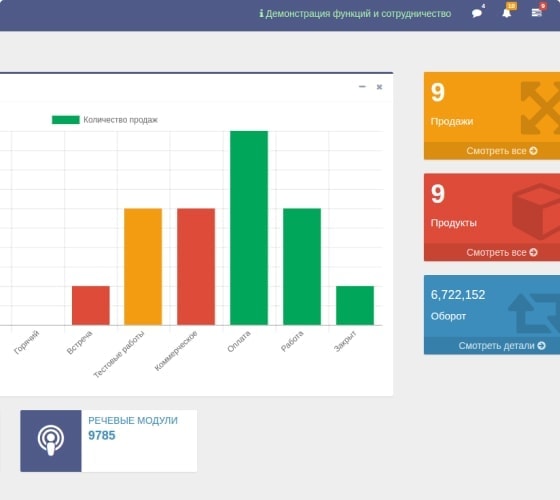 Демонстрация функций и сотрудничество
4
10
9
Количество продаж
Горячий
Встреча
Тестовые работы
Коммерческое
Оплата
Работа
Закрыт
9
Продажи
Смотреть все
9
Продукты
Смотреть все
6,722,152
Оборот
Смотреть детали
РЕЧЕВЫЕ МОДУЛИ
9785